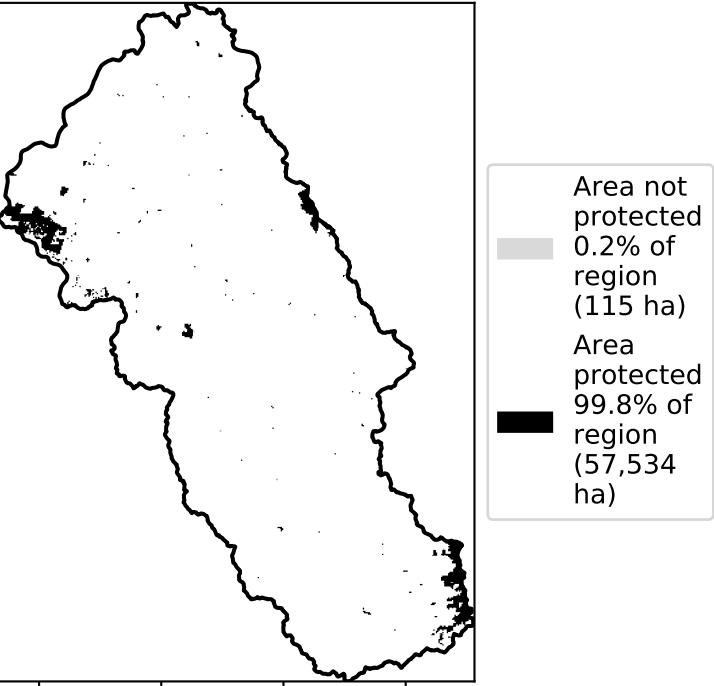 Area not
protected
0.2% of
region
(115 ha)
Area
protected
99.8% of
region
(57,534
ha)